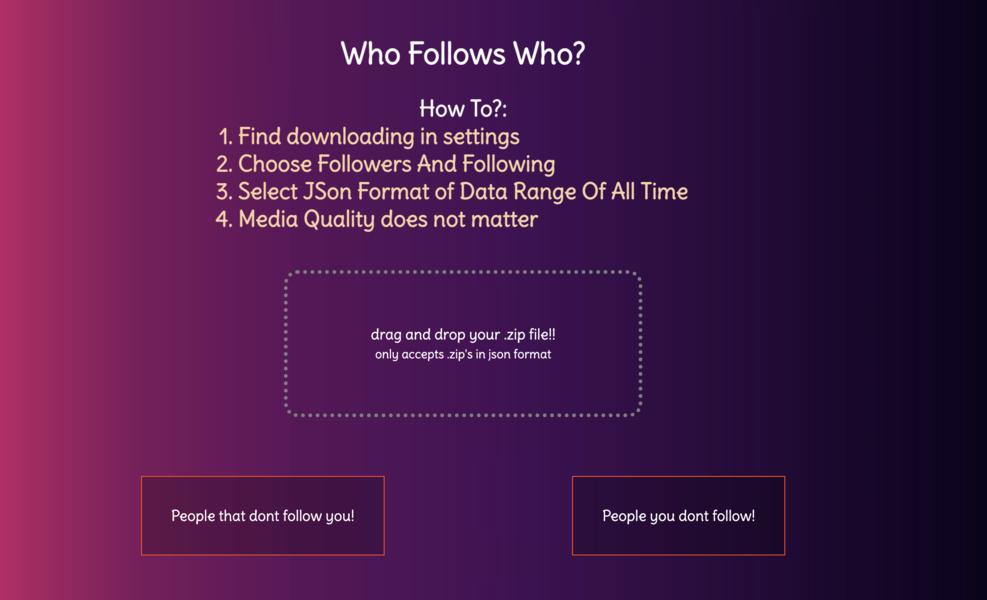 Who Follows Who?
How To?:
1. Find downloading in settings
2. Choose Followers And Following
3. Select JSon Format of Data Range Of All Time
4. Media Quality does not matter
drag and drop your .zip file!!
only accepts .zip's in json format
People that dont follow you!
People you dont follow!